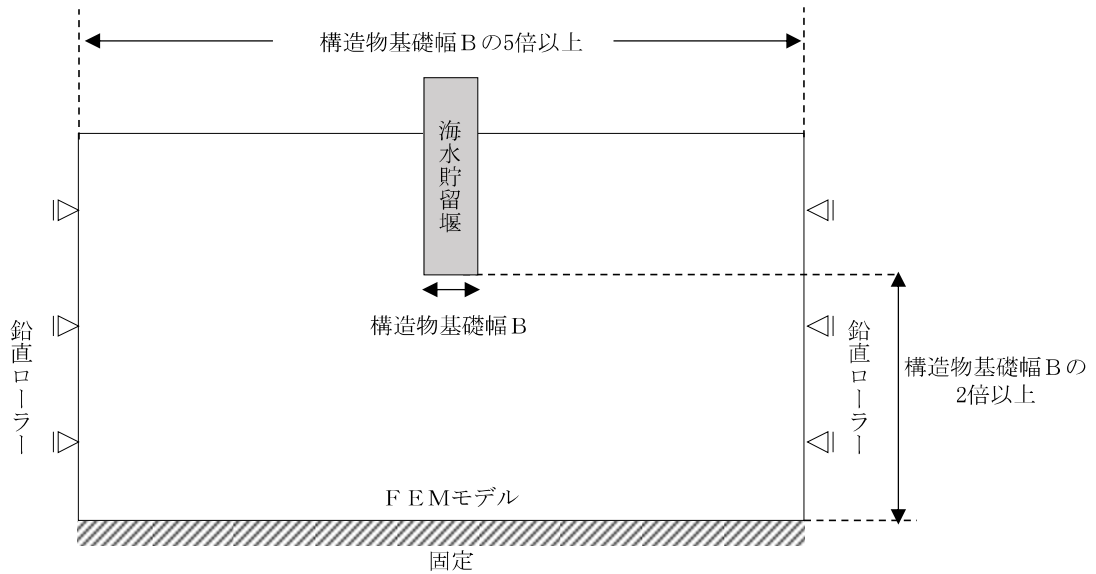 構造物基礎幅Ｂの5倍以上
海水貯留堰
構造物基礎幅Ｂ
鉛直ローラー
鉛直ローラー
構造物基礎幅Ｂの
2倍以上
ＦＥＭモデル
固定